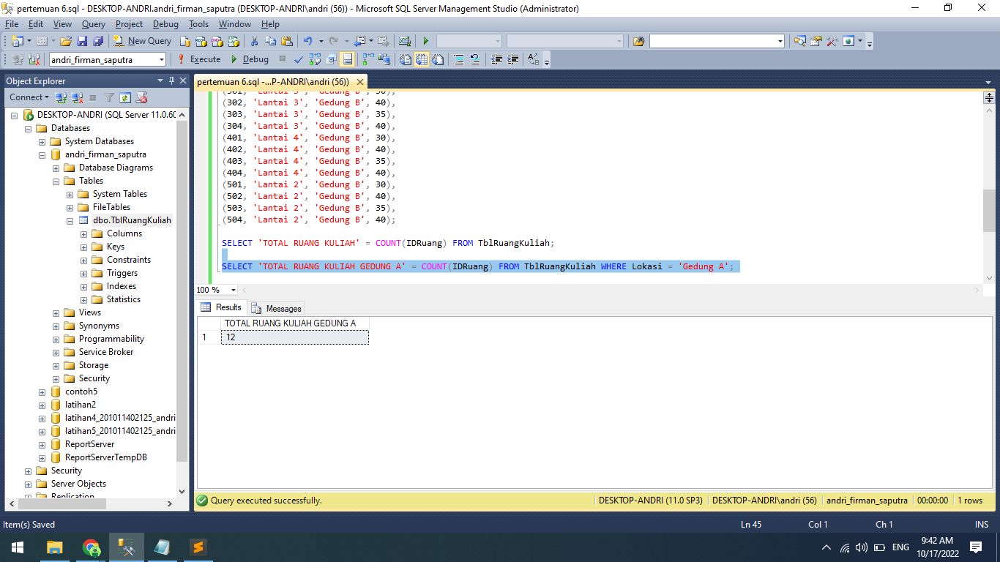 pertemuan 6.sql - DESKTOP-ANDRI.andri_firman_saputra (DESKTOP-ANDRI\andri (56)) - Microsoft SQL Server Management Studio (Administrator)
File Edit View Query Project Debug Tools Window Help
New Query
andri_firman_saputra Execute Debug
Object Explorer
Connect
DESKTOP-ANDRI (SQL Server 11.0.60
Databases
System Databases
andri_firman_saputra
Database Diagrams
Tables
System Tables
FileTables
dbo.TblRuangKuliah
Columns
Keys
Constraints
Triggers
Indexes
Statistics
Views
Synonyms
Programmability
Service Broker
Storage
Security
contoh5
latihan2
latihan4_201011402125_andri
latihan5_201011402125_andri
ReportServer
ReportServerTempDB
Security
Server Objects
Replication
pertemuan 6.sql -...P-ANDRI\andri (56))
(301, 'Lantai 3', 'Gedung B', 30),
(302, 'Lantai 3', 'Gedung B', 40),
(303, 'Lantai 3', 'Gedung B', 35),
(304, 'Lantai 3', 'Gedung B', 40),
(401, 'Lantai 4', 'Gedung B', 30),
(402, 'Lantai 4', 'Gedung B', 40),
(403, 'Lantai 4', 'Gedung B', 35),
(404, 'Lantai 4', 'Gedung B', 40),
(501, 'Lantai 2', 'Gedung B', 30),
(502, 'Lantai 2', 'Gedung B', 40),
(503, 'Lantai 2', 'Gedung B', 35),
(504, 'Lantai 2', 'Gedung B', 40);
SELECT 'TOTAL RUANG KULIAH' = COUNT(IDRuang) FROM TblRuangKuliah;
SELECT 'TOTAL RUANG KULIAH GEDUNG A' = COUNT(IDRuang) FROM TblRuangKuliah WHERE Lokasi = 'Gedung A';
100 %
Results Messages
TOTAL RUANG KULIAH GEDUNG A
1 12
Query executed successfully. DESKTOP-ANDRI (11.0 SP3) DESKTOP-ANDRI\andri (56) andri_firman_saputra 00:00:00 1 rows
Item(s) Saved Ln 45 Col 1 Ch 1 INS
ENG
9:42 AM
10/17/2022